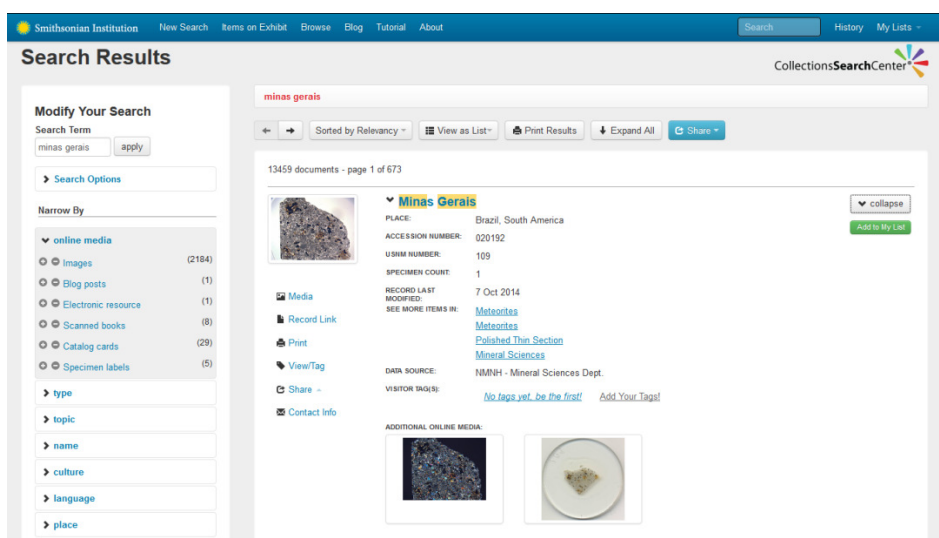 Smithsonian Institution New Search Items on Exhibit Browse Blog Tutorial About Search History My Lists
Search Results
CollectionsSearchCenter
Modify Your Search
Search Term
minas gerais apply
Search Options
Narrow By
online media
Images (2184)
Blog posts (1)
Electronic resource (1)
Scanned books (8)
Catalog cards (29)
Specimen labels (5)
type
topic
name
culture
language
place
minas gerais
Sorted by Relevancy View as List Print Results Expand All Share
13459 documents - page 1 of 673
Minas Gerais
collapse
Add to My List
PLACE: Brazil, South America
ACCESSION NUMBER: 020192
USNM NUMBER: 109
SPECIMEN COUNT: 1
RECORD LAST
MODIFIED: 7 Oct 2014
SEE MORE ITEMS IN: Meteorites
Meteorites
Polished Thin Section
Mineral Sciences
DATA SOURCE: NMNH - Mineral Sciences Dept.
VISITOR TAG(S): No tags yet, be the first! Add Your Tags!
Media
Record Link
Print
View/Tag
Share
Contact Info
ADDITIONAL ONLINE MEDIA: